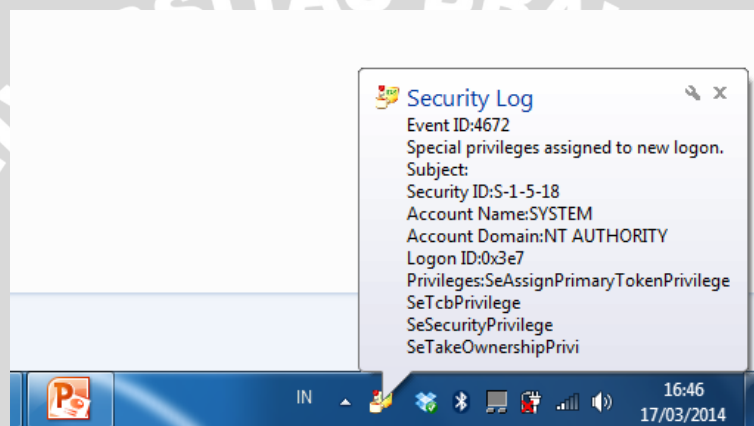 Security Log
Event ID:4672
Special privileges assigned to new logon.
Subject:
Security ID:S-1-5-18
Account Name:SYSTEM
Account Domain:NT AUTHORITY
Logon ID:0x3e7
Privileges:SeAssignPrimaryTokenPrivilege
SeTcbPrivilege
SeSecurityPrivilege
SeTakeOwnershipPrivi
IN
16:46
17/03/2014